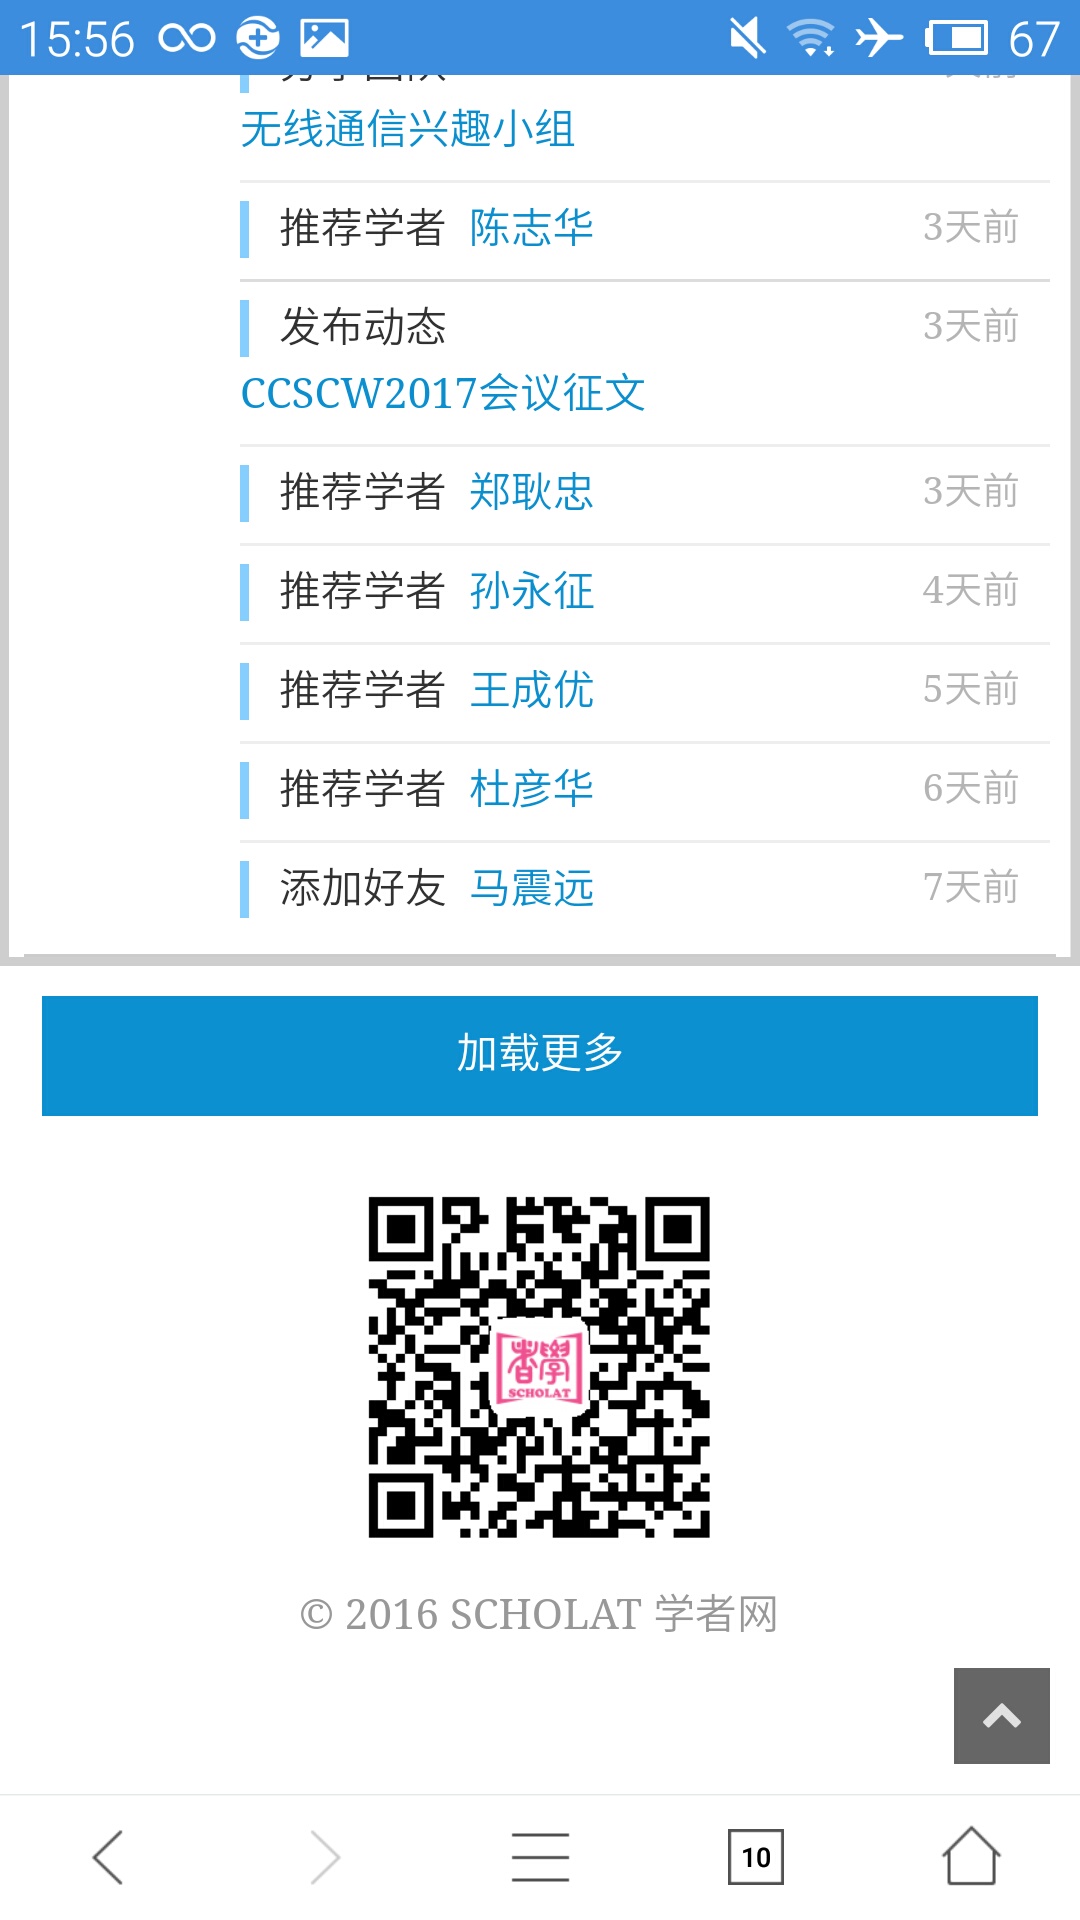 15:56 67
无线通信兴趣小组
推荐学者 陈志华 3天前
发布动态 3天前
CCSCW2017会议征文
推荐学者 郑耿忠 3天前
推荐学者 孙永征 4天前
推荐学者 王成优 5天前
推荐学者 杜彦华 6天前
添加好友 马震远 7天前
加载更多
者學
SCHOLAT
© 2016 SCHOLAT 学者网
10